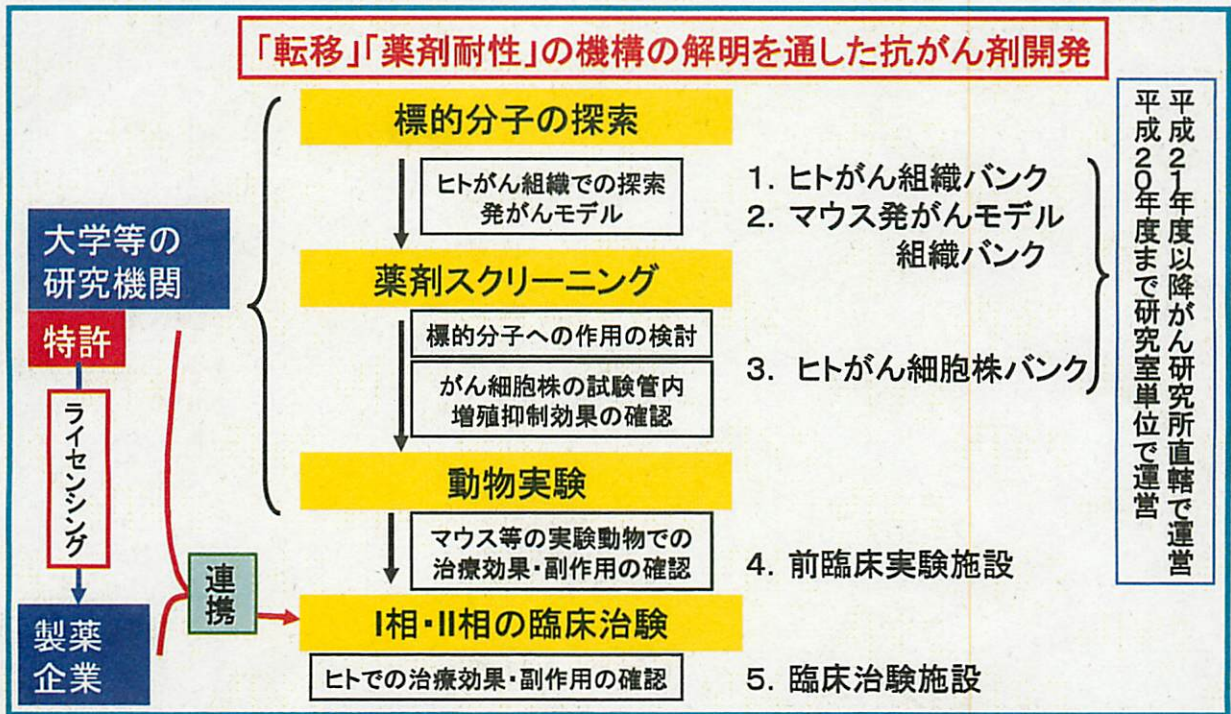 「転移」「薬剤耐性」の機構の解明を通した抗がん剤開発
標的分子の探索
ヒトがん組織での探索
発がんモデル
薬剤スクリーニング
標的分子への作用の検討
がん細胞株の試験管内
増殖抑制効果の確認
動物実験
マウス等の実験動物での
治療効果・副作用の確認
I相・II相の臨床治験
ヒトでの治療効果・副作用の確認
大学等の
研究機関
特許
ライセンシング
製薬
企業
連携
1. ヒトがん組織バンク
2. マウス発がんモデル
組織バンク
3. ヒトがん細胞株バンク
4. 前臨床実験施設
5. 臨床治験施設
平成21年度以降がん研究所直轄で運営
平成20年度まで研究室単位で運営